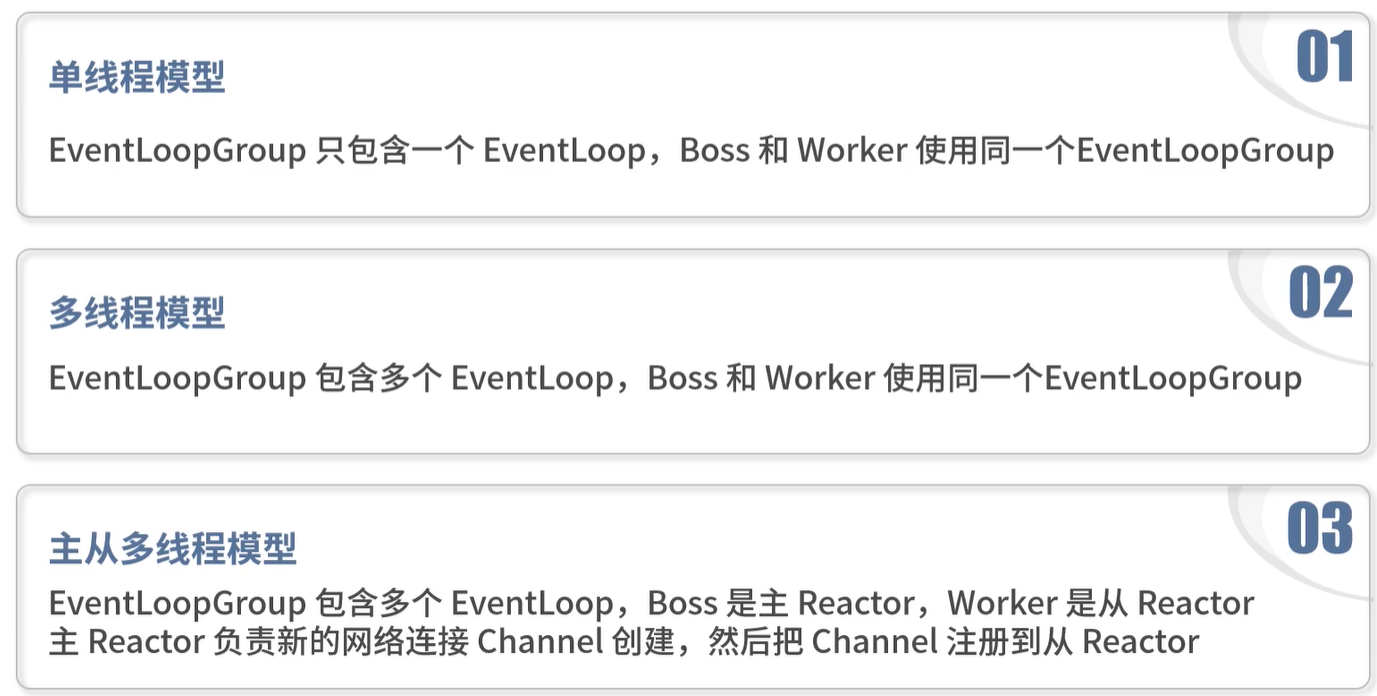 01
单线程模型
EventLoopGroup 只包含一个 EventLoop，Boss 和 Worker 使用同一个EventLoopGroup
02
多线程模型
EventLoopGroup 包含多个 EventLoop，Boss 和 Worker 使用同一个EventLoopGroup
03
主从多线程模型
EventLoopGroup 包含多个 EventLoop，Boss 是主 Reactor，Worker 是从 Reactor
主 Reactor 负责新的网络连接 Channel 创建，然后把 Channel 注册到从 Reactor